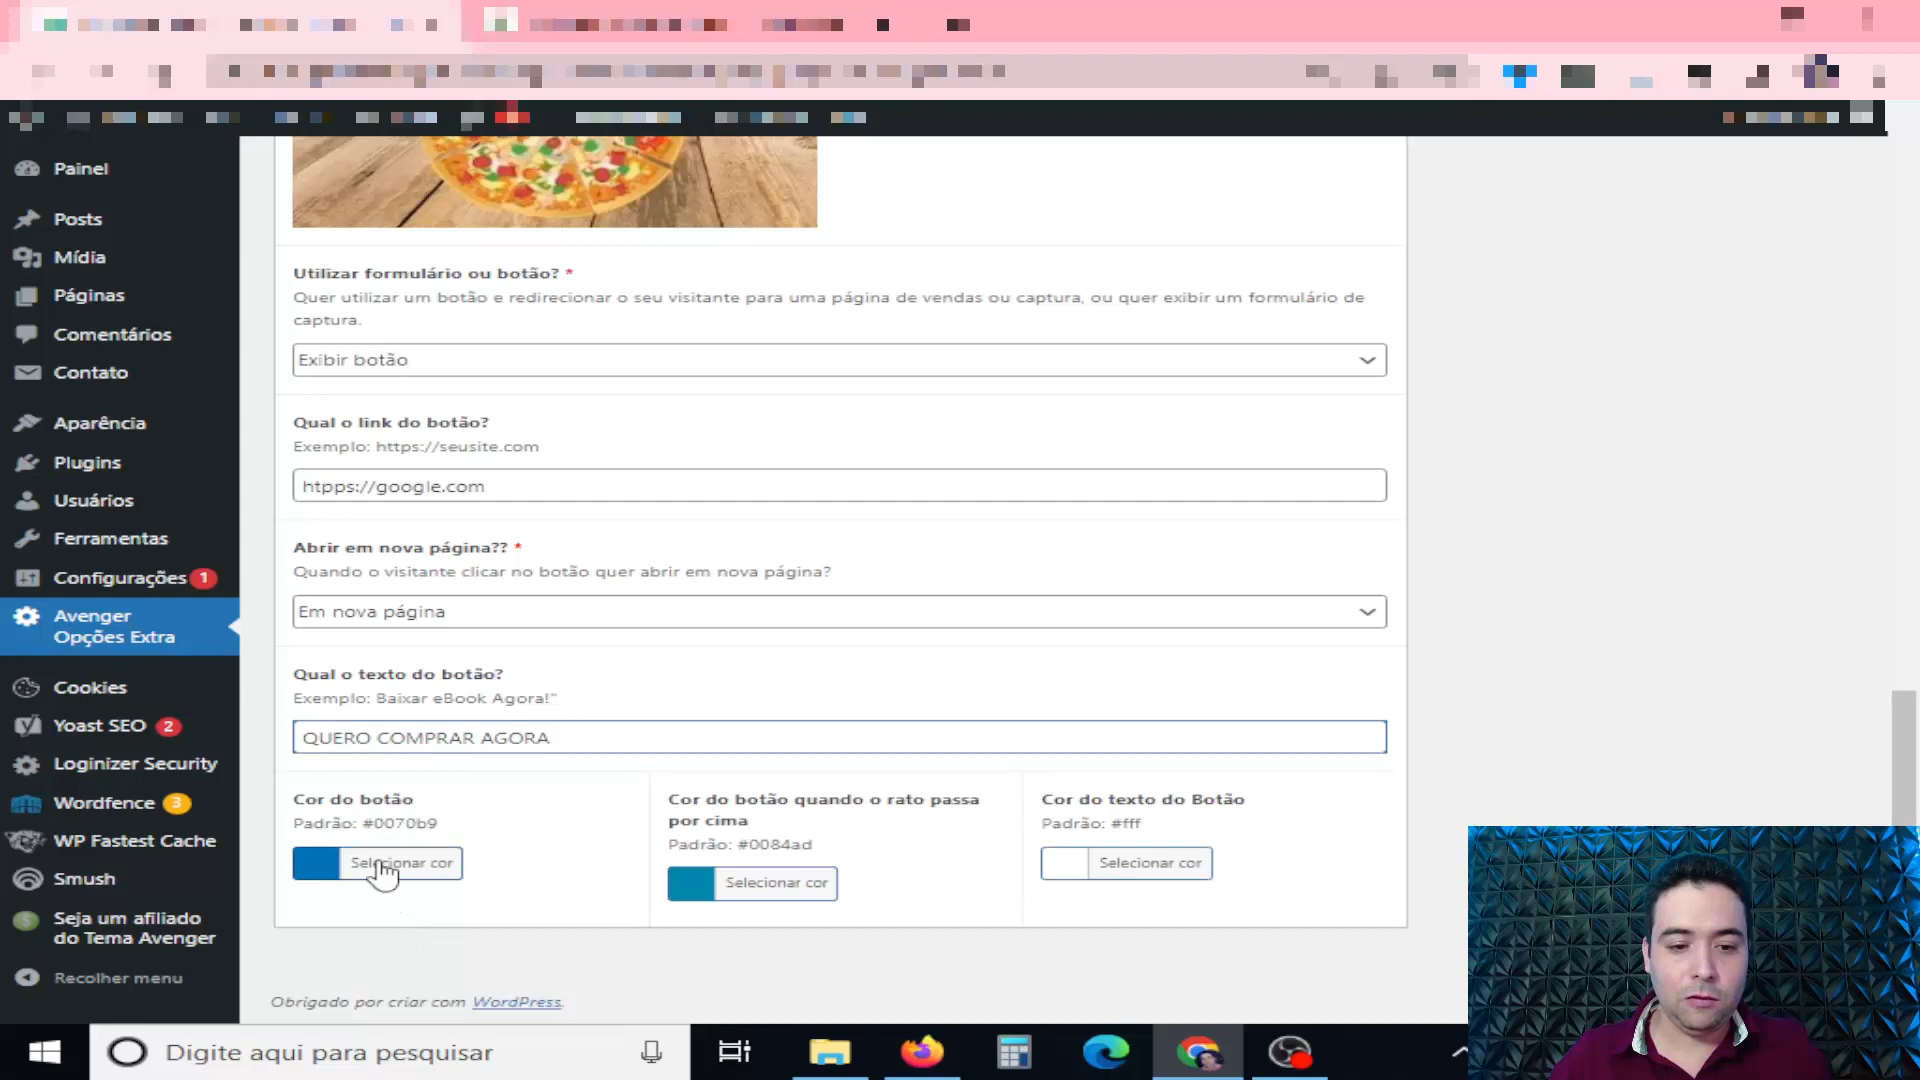 Painel
Posts
Mídia
Páginas
Comentários
Contato
Aparência
Plugins
Usuários
Ferramentas
Configurações 1
Avenger
Opções Extra
Cookies
Yoast SEO 2
Loginizer Security
Wordfence 3
WP Fastest Cache
Smush
Seja um afiliado
do Tema Avenger
Recolher menu
Utilizar formulário ou botão? *
Quer utilizar um botão e redirecionar o seu visitante para uma página de vendas ou captura, ou quer exibir um formulário de
captura.
Exibir botão
Qual o link do botão?
Exemplo: https://seusite.com
htpps://google.com
Abrir em nova página?? *
Quando o visitante clicar no botão quer abrir em nova página?
Em nova página
Qual o texto do botão?
Exemplo: Baixar eBook Agora!"
QUERO COMPRAR AGORA
Cor do botão
Padrão: #0070b9
Selecionar cor
Cor do botão quando o rato passa
por cima
Padrão: #0084ad
Selecionar cor
Cor do texto do Botão
Padrão: #fff
Selecionar cor
Obrigado por criar com WordPress.
Digite aqui para pesquisar